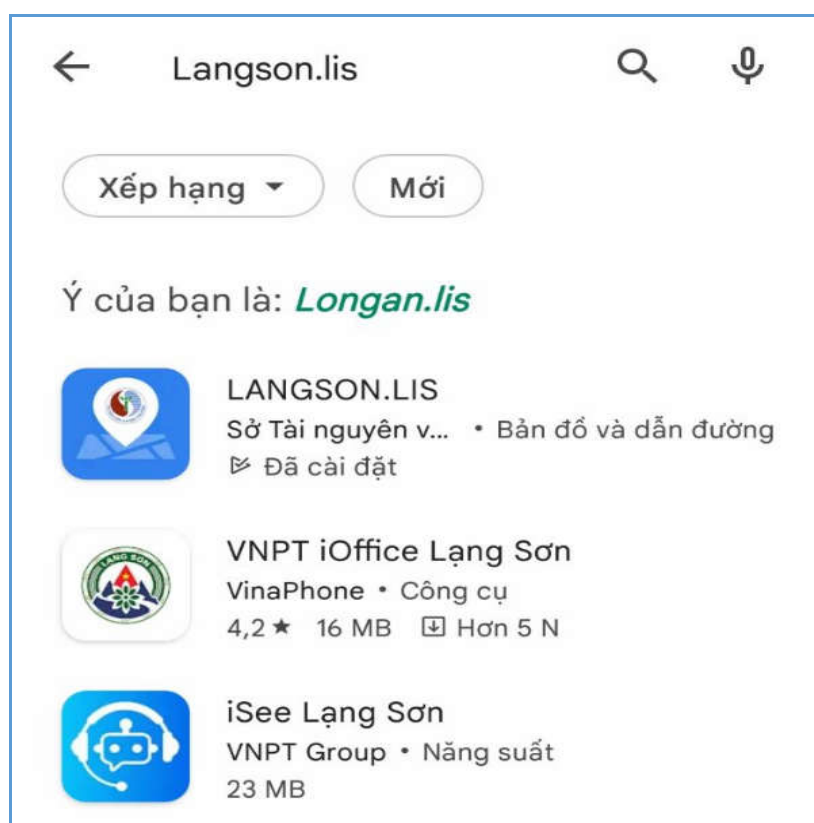 Langson.lis
Xếp hạng Mới
Ý của bạn là: Longan.lis
LANGSON.LIS
Sở Tài nguyên v... • Bản đồ và dẫn đường
Đã cài đặt
LANG SON
VNPT iOffice Lạng Sơn
VinaPhone • Công cụ
4,2★ 16 MB Hơn 5 N
iSee Lạng Sơn
VNPT Group • Năng suất
23 MB